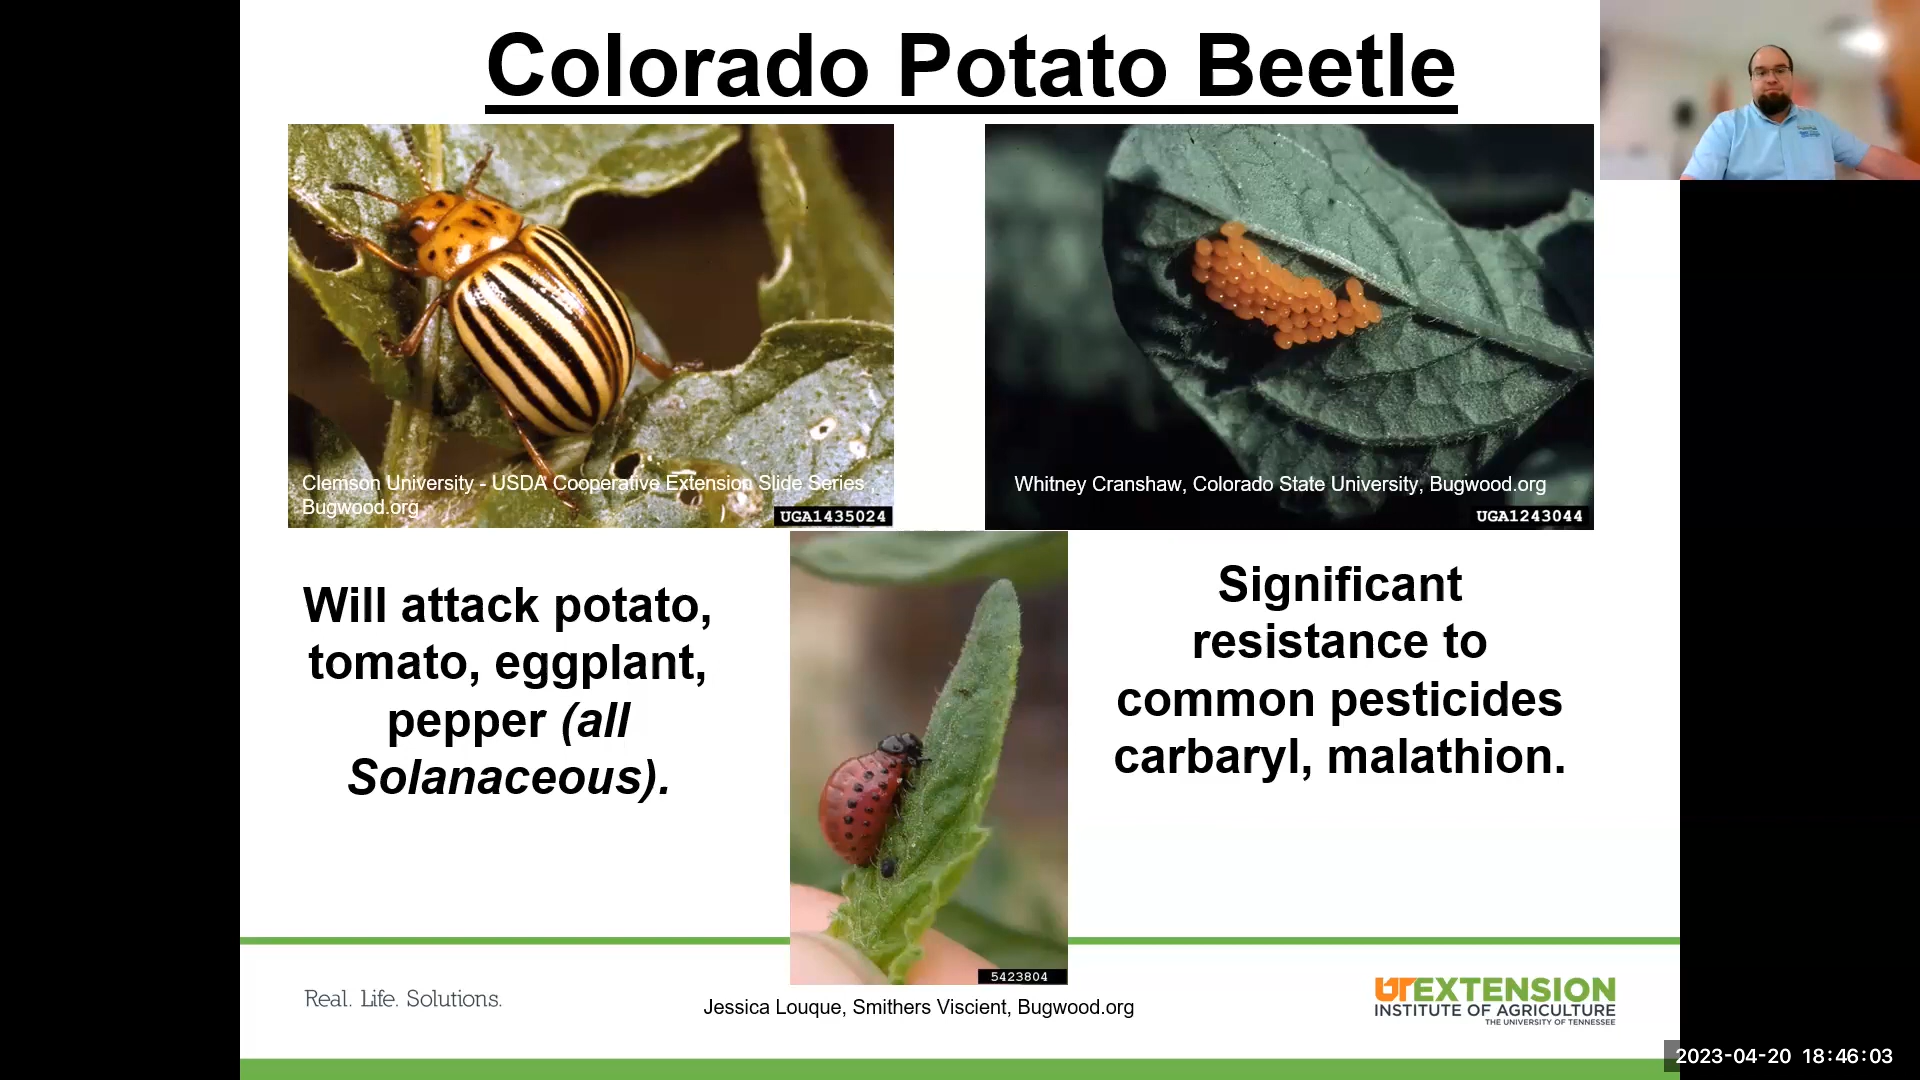 Colorado Potato Beetle
Clemson University - USDA Cooperative Extension Slide Series ,
Bugwood.org
UGA1435024
Whitney Cranshaw, Colorado State University, Bugwood.org
UGA1243044
Will attack potato,
tomato, eggplant,
pepper (all
Solanaceous).
Significant
resistance to
common pesticides
carbaryl, malathion.
5423804
Jessica Louque, Smithers Viscient, Bugwood.org
Real. Life. Solutions.
UTEXTENSION
INSTITUTE OF AGRICULTURE
THE UNIVERSITY OF TENNESSEE
2023-04-20 18:46:03